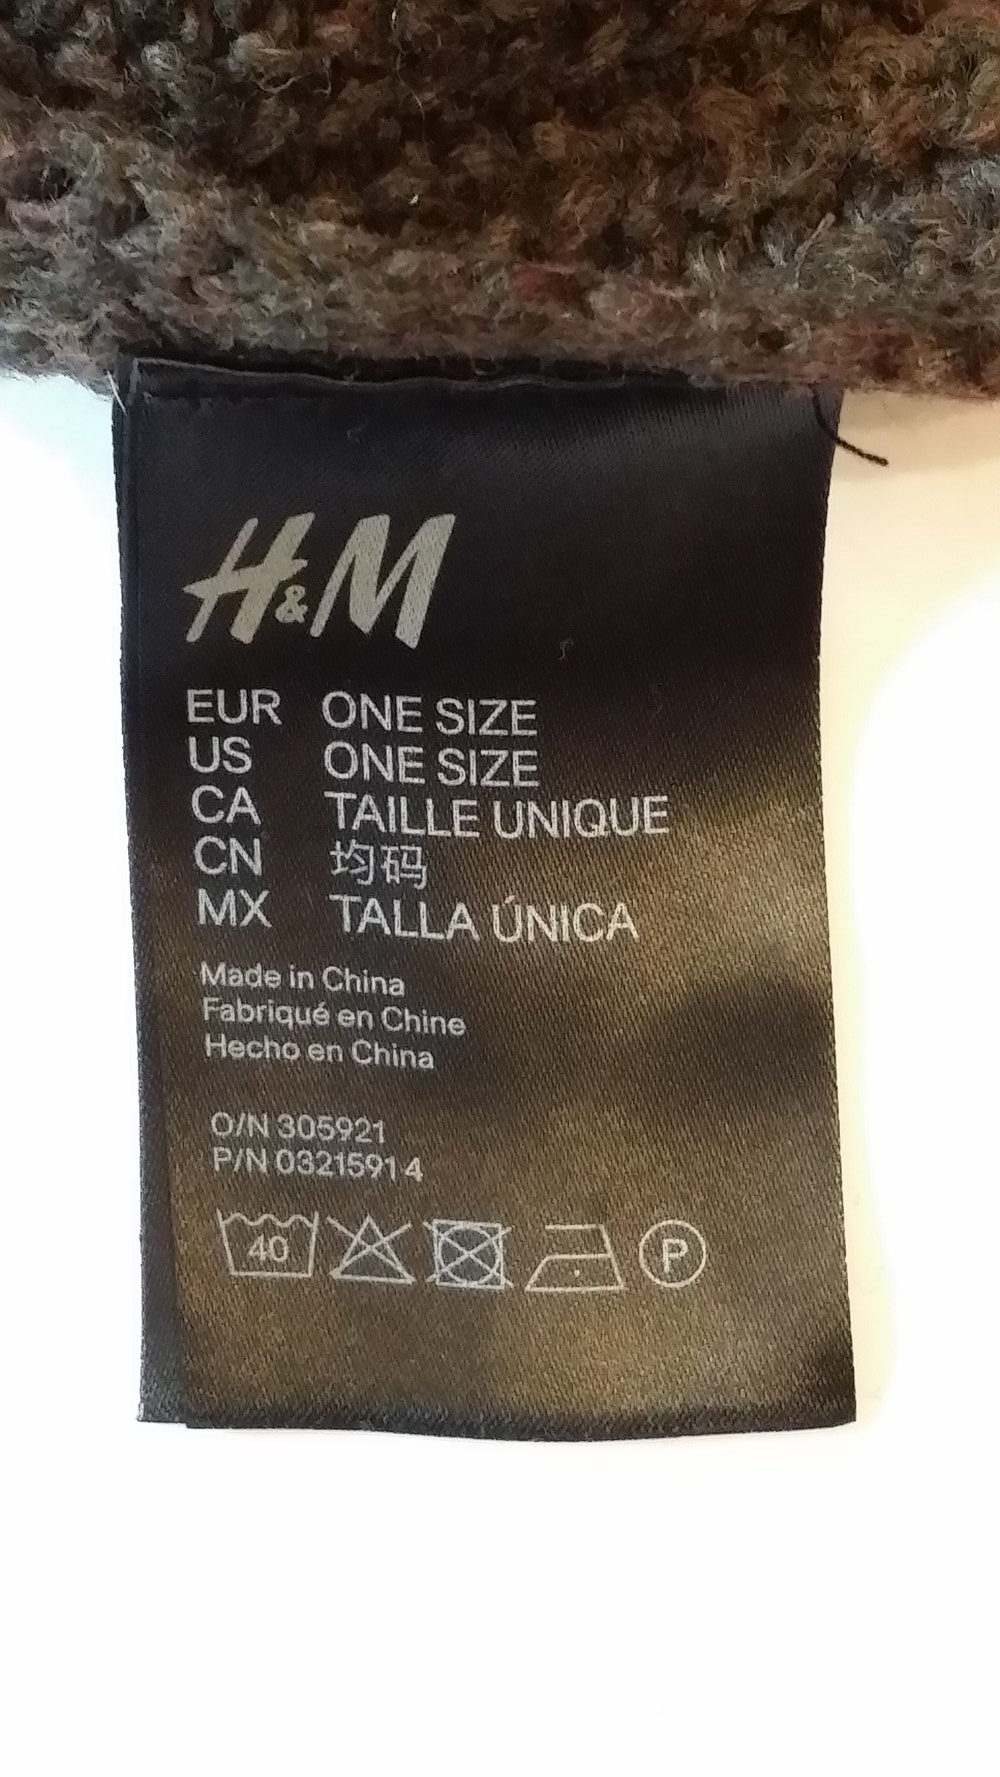 H&M
EUR ONE SIZE
US ONE SIZE
CA TAILLE UNIQUE
CN 均码
MX TALLA ÚNICA
Made in China
Fabriqué en Chine
Hecho en China
O/N 305921
P/N 03215914
40 P